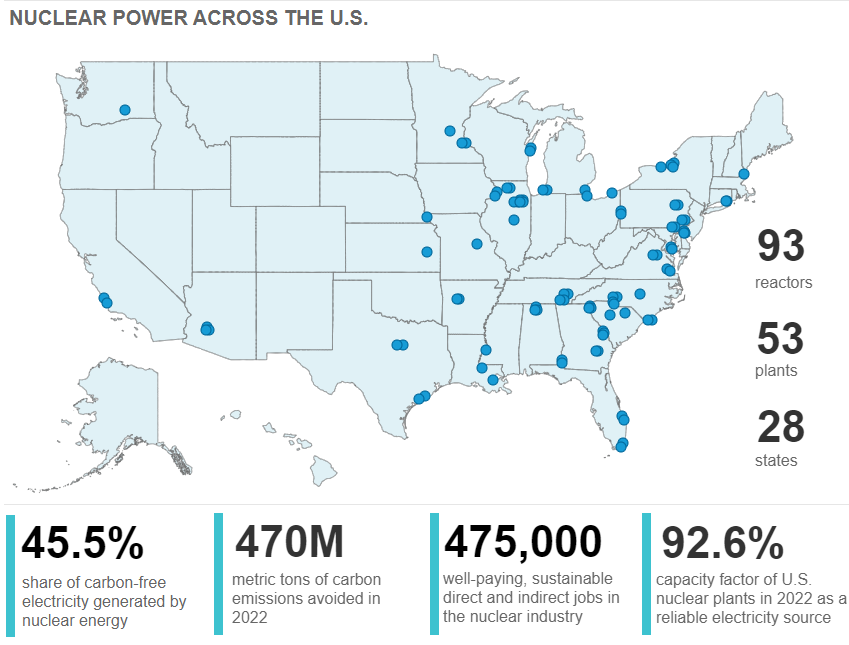 NUCLEAR POWER ACROSS THE U.S.
93
reactors
53
plants
28
states
45.5%
share of carbon-free
electricity generated by
nuclear energy
470M
metric tons of carbon
emissions avoided in
2022
475,000
well-paying, sustainable
direct and indirect jobs in
the nuclear industry
92.6%
capacity factor of U.S.
nuclear plants in 2022 as a
reliable electricity source